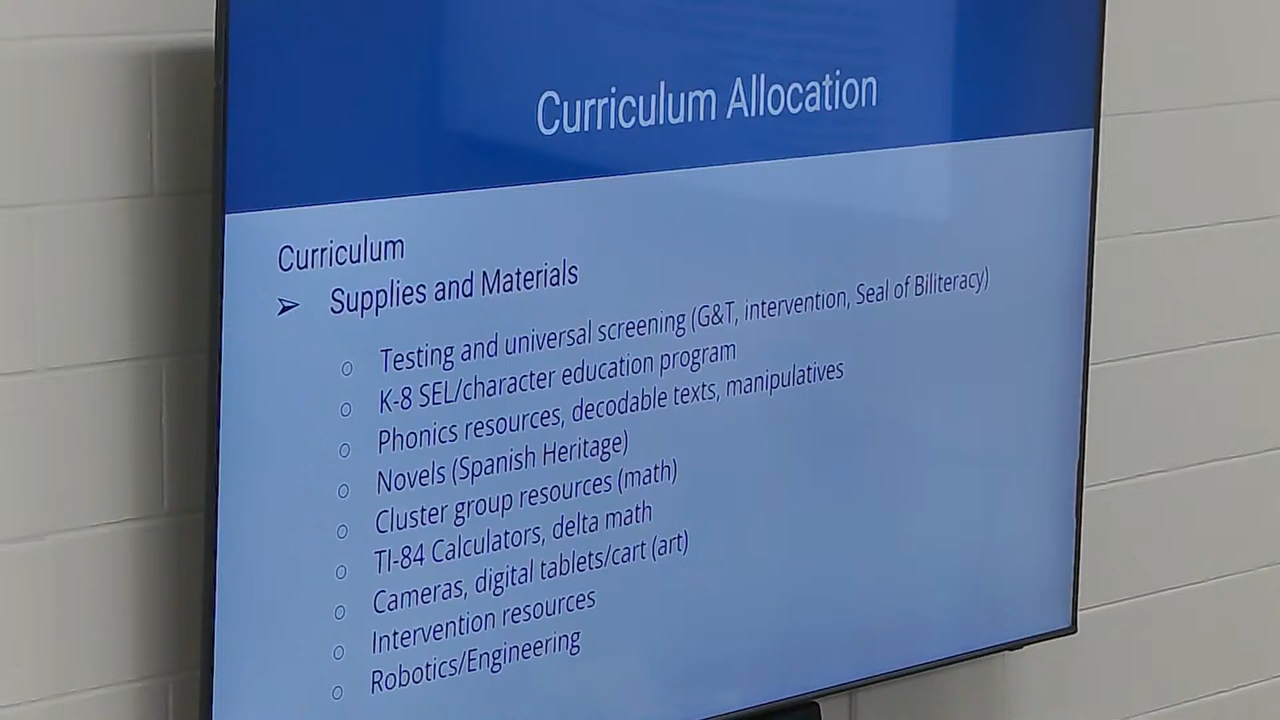 Curriculum Allocation
Curriculum
➢ Supplies and Materials
○ Testing and universal screening (G&T, intervention, Seal of Biliteracy)
○ K-8 SEL/character education program
○ Phonics resources, decodable texts, manipulatives
○ Novels (Spanish Heritage)
○ Cluster group resources (math)
○ TI-84 Calculators, delta math
○ Cameras, digital tablets/cart (art)
○ Intervention resources
○ Robotics/Engineering